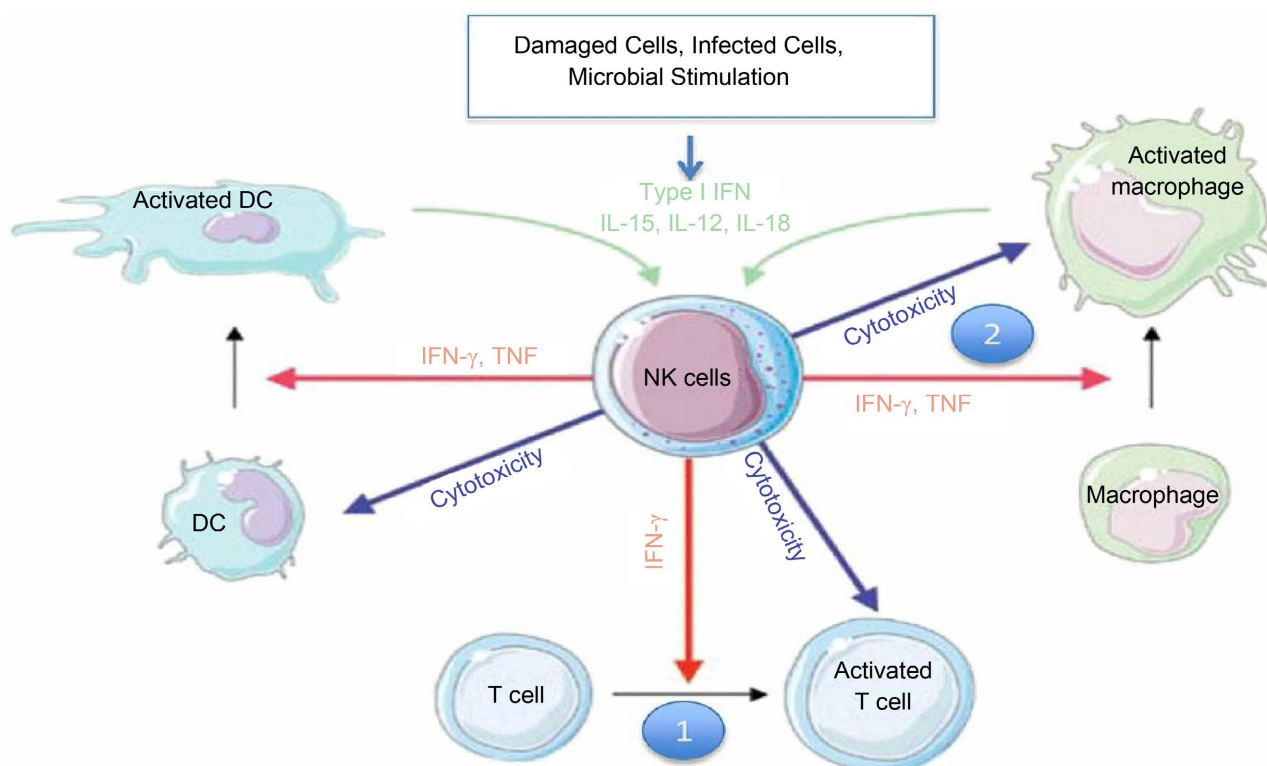 Damaged Cells, Infected Cells,
Microbial Stimulation
Activated DC
Type I IFN
IL-15, IL-12, IL-18
Activated
macrophage
Cytotoxicity
2
IFN-γ, TNF
NK cells
IFN-γ, TNF
Cytotoxicity
Cytotoxicity
IFN-γ
DC
Macrophage
T cell
Activated
T cell
1